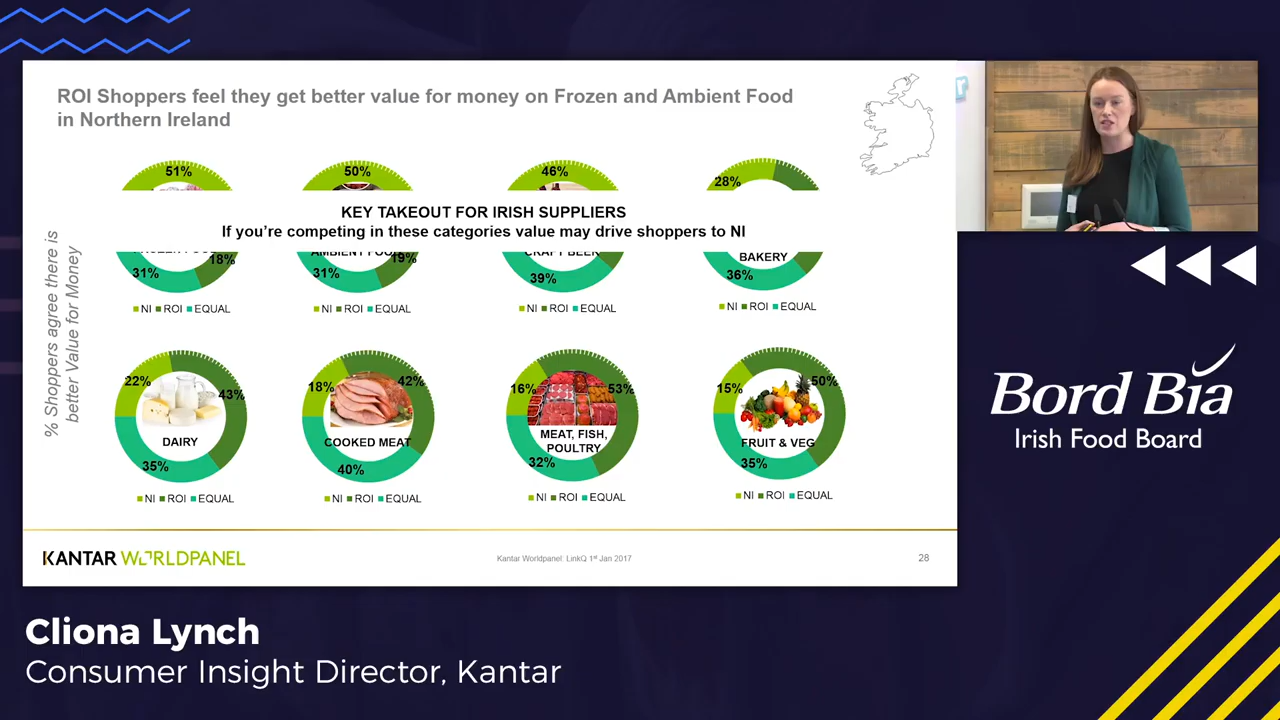 ROI Shoppers feel they get better value for money on Frozen and Ambient Food
in Northern Ireland
% Shoppers agree there is
better Value for Money
51%
50%
46%
28%
KEY TAKEOUT FOR IRISH SUPPLIERS
If you're competing in these categories value may drive shoppers to NI
AMBIENT FOOD
CRAFT BEER
BAKERY
31%
18%
31%
19%
39%
36%
NI ROI EQUAL
NI ROI EQUAL
NI ROI EQUAL
NI ROI EQUAL
22%
43%
DAIRY
35%
18%
42%
COOKED MEAT
40%
16%
53%
MEAT, FISH,
POULTRY
32%
15%
50%
FRUIT & VEG
35%
NI ROI EQUAL
NI ROI EQUAL
NI ROI EQUAL
NI ROI EQUAL
KANTAR WORLDPANEL
Kantar Worldpanel: LinkQ 1st Jan 2017
28
Bord Bia
Irish Food Board
Cliona Lynch
Consumer Insight Director, Kantar